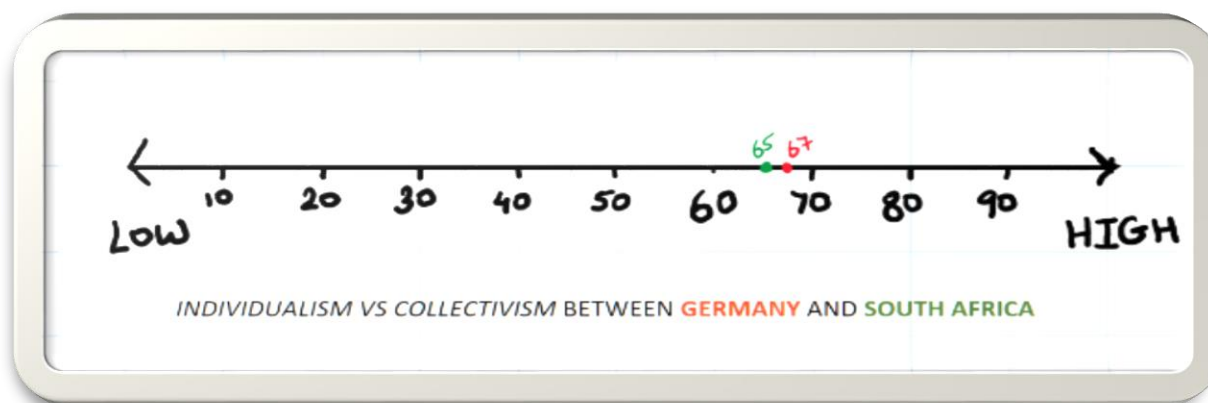 65 67
10 20 30 40 50 60 70 80 90
LOW HIGH
INDIVIDUALISM VS COLLECTIVISM BETWEEN GERMANY AND SOUTH AFRICA